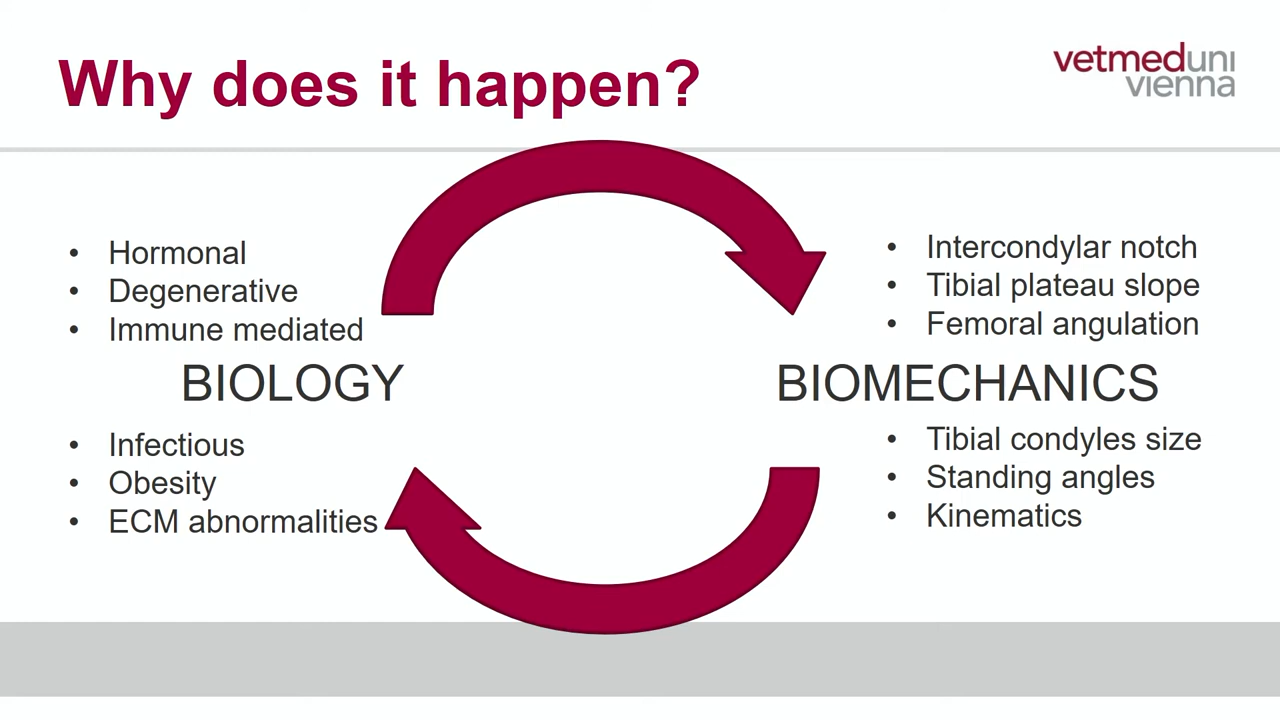 Why does it happen?
vetmeduni
vienna
• Hormonal
• Degenerative
• Immune mediated
BIOLOGY
• Infectious
• Obesity
• ECM abnormalities
• Intercondylar notch
• Tibial plateau slope
• Femoral angulation
BIOMECHANICS
• Tibial condyles size
• Standing angles
• Kinematics